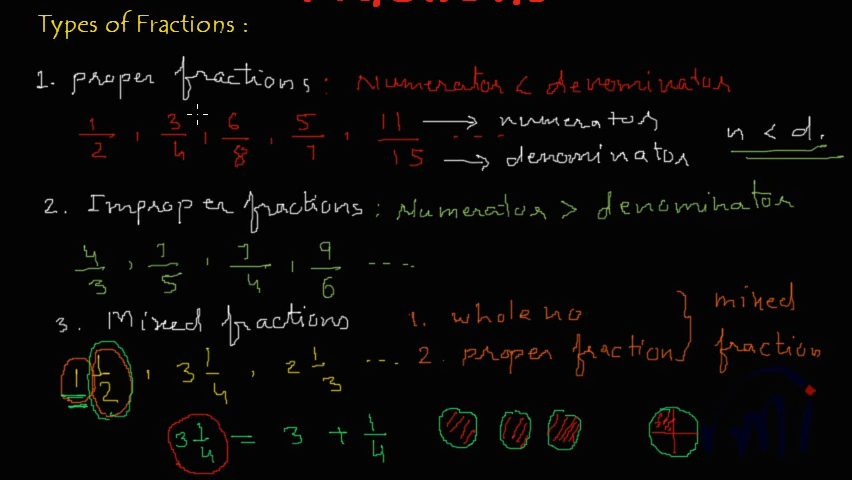 Fractions
Types of Fractions :
1. Proper fractions : Numerator < denominator
1/2 , 3/4 , 6/8 , 5/7 , 11/15 → numerator ---
→ denominator
n < d.
2. Improper fractions : Numerator > denominator
4/3 , 7/5 , 7/4 , 9/6 ----
3. Mixed fractions
1. whole no
2. proper fraction
mixed
fraction
1 1/2 , 3 1/4 , 2 1/3 ...
3 1/4 = 3 + 1/4